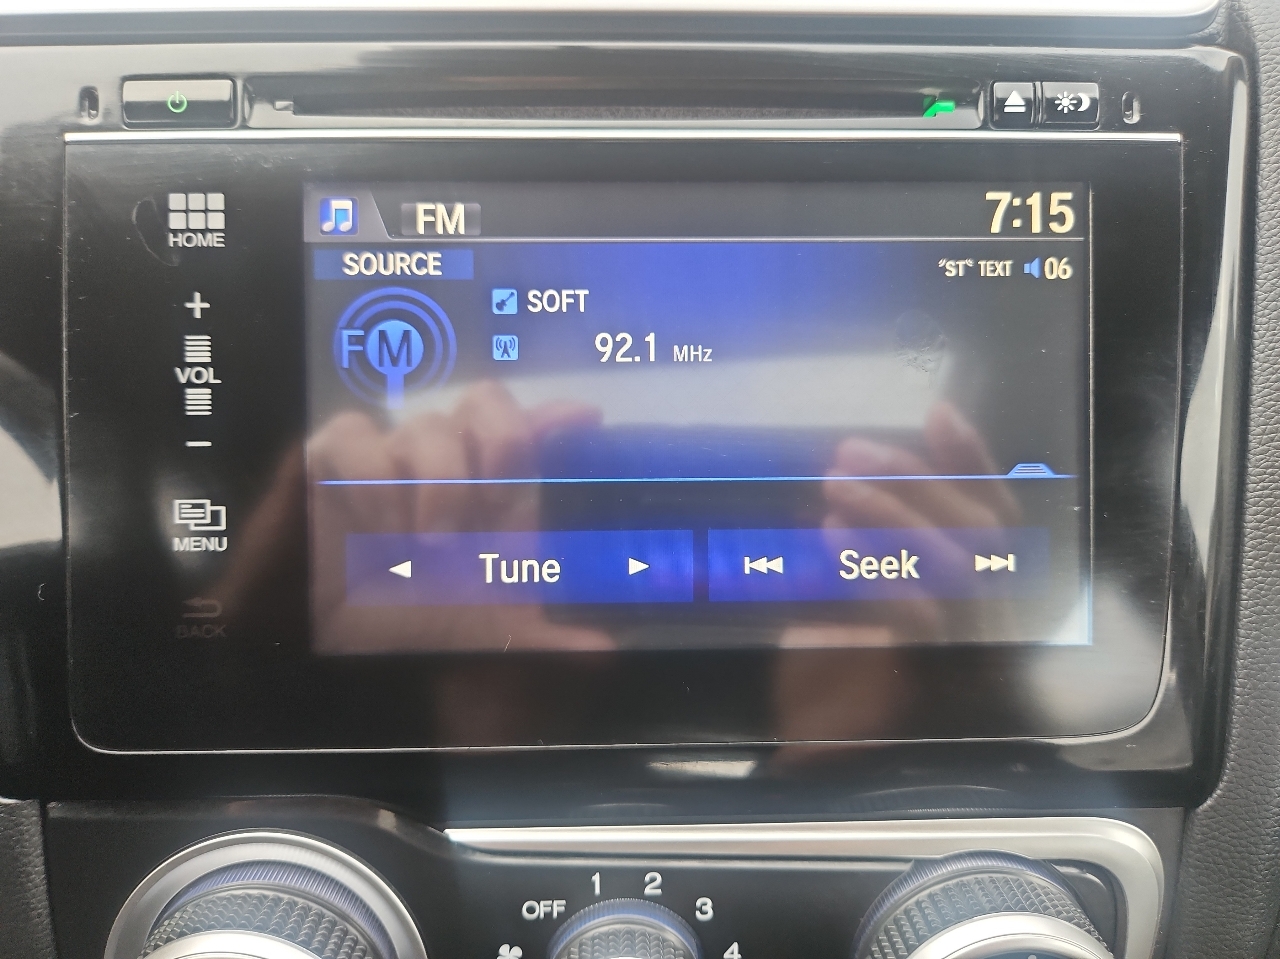 FM 7:15
SOURCE "ST" TEXT 06
SOFT
FM 92.1 MHz
Tune Seek
HOME
+
VOL
−
MENU
BACK
OFF 1 2 3 4